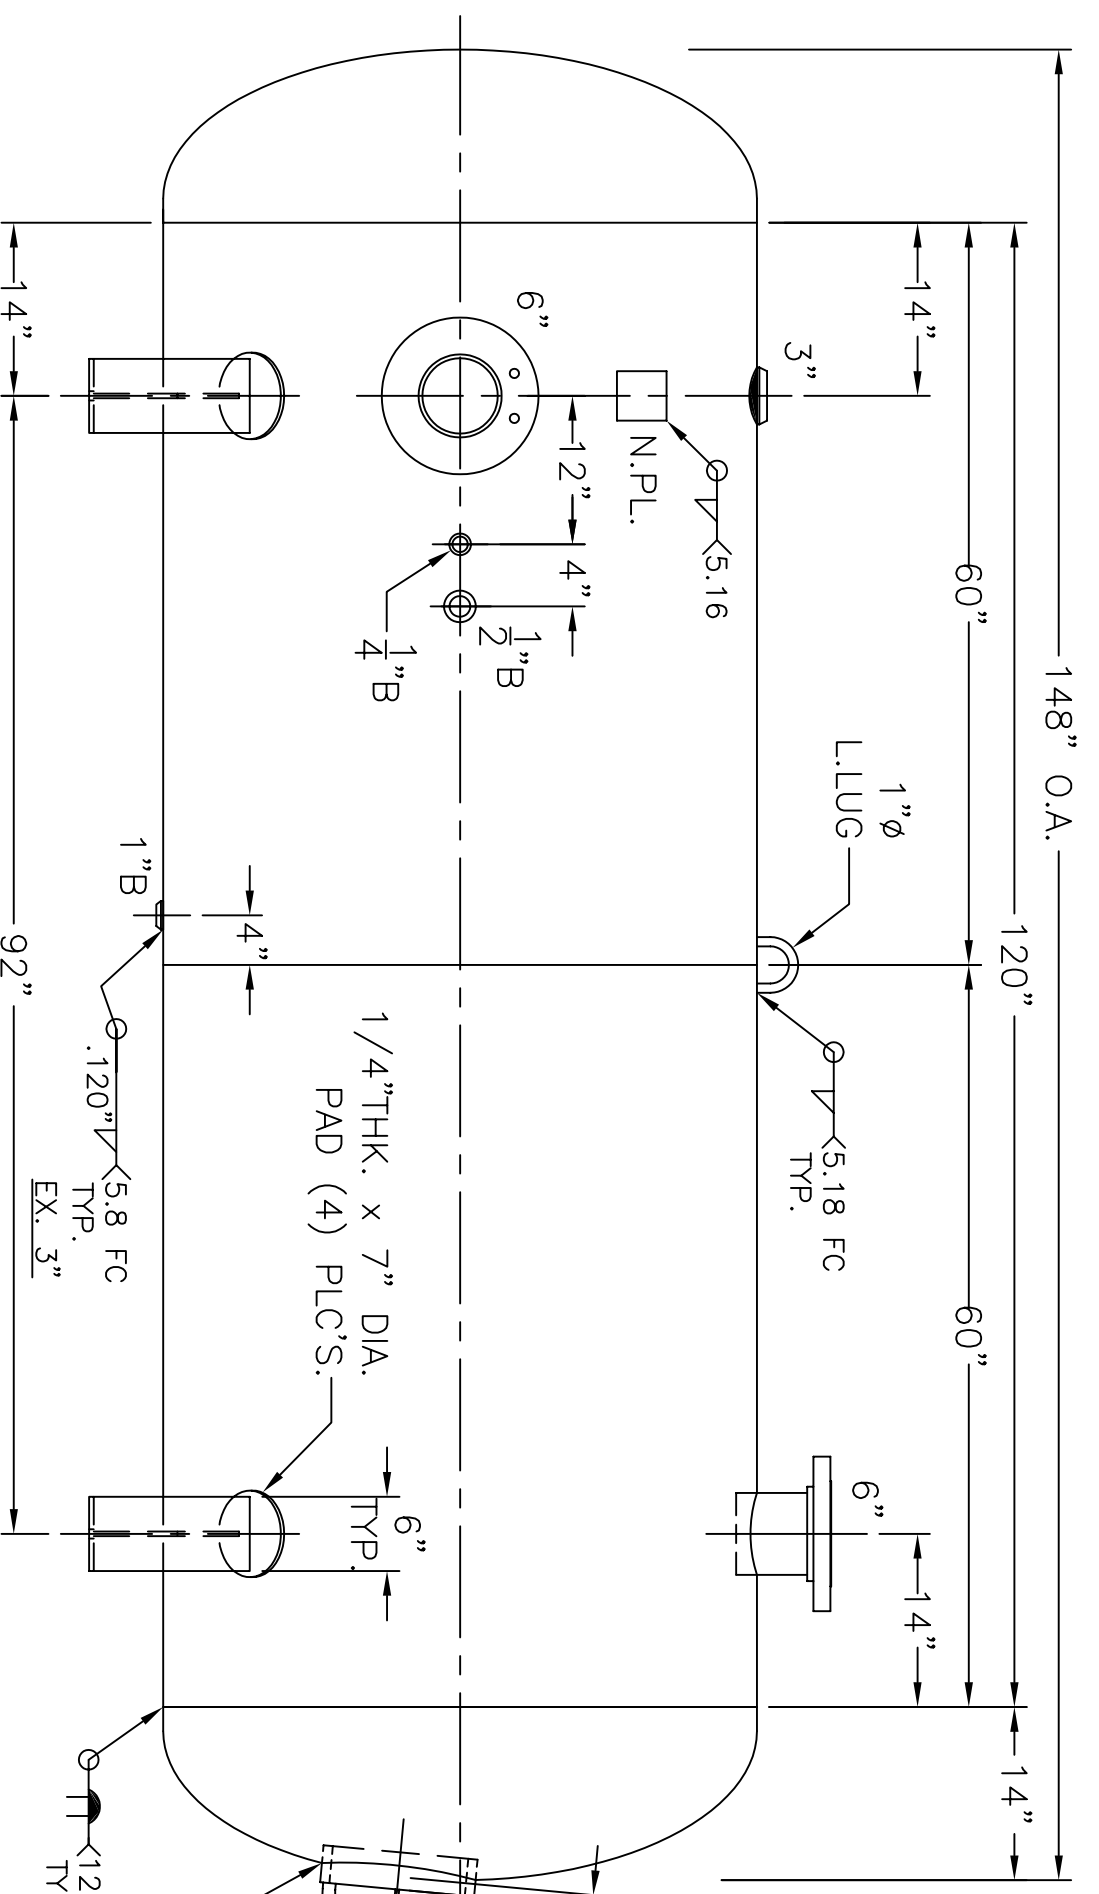 148" O.A.
120"
60"
60"
14"
14"
14"
3"
1"ø
L.LUG
6"
5.16
5.18 FC
TYP.
N.PL.
6"
12"
4"
1/2"B
1/4"B
1/4"THK. x 7" DIA.
PAD (4) PLC'S.
6"
TYP.
4"
1"B
.120"
5.8 FC
TYP.
EX. 3"
12
TY
14"
92"